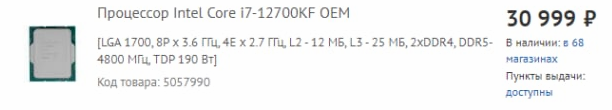 Процессор Intel Core i7-12700KF OEM
30 999 ₽
[LGA 1700, 8P x 3.6 ГГц, 4E x 2.7 ГГц, L2 - 12 МБ, L3 - 25 МБ, 2xDDR4, DDR5-
4800 МГц, TDP 190 Вт]
В наличии: в 68
магазинах
Код товара: 5057990
Пункты выдачи:
доступны